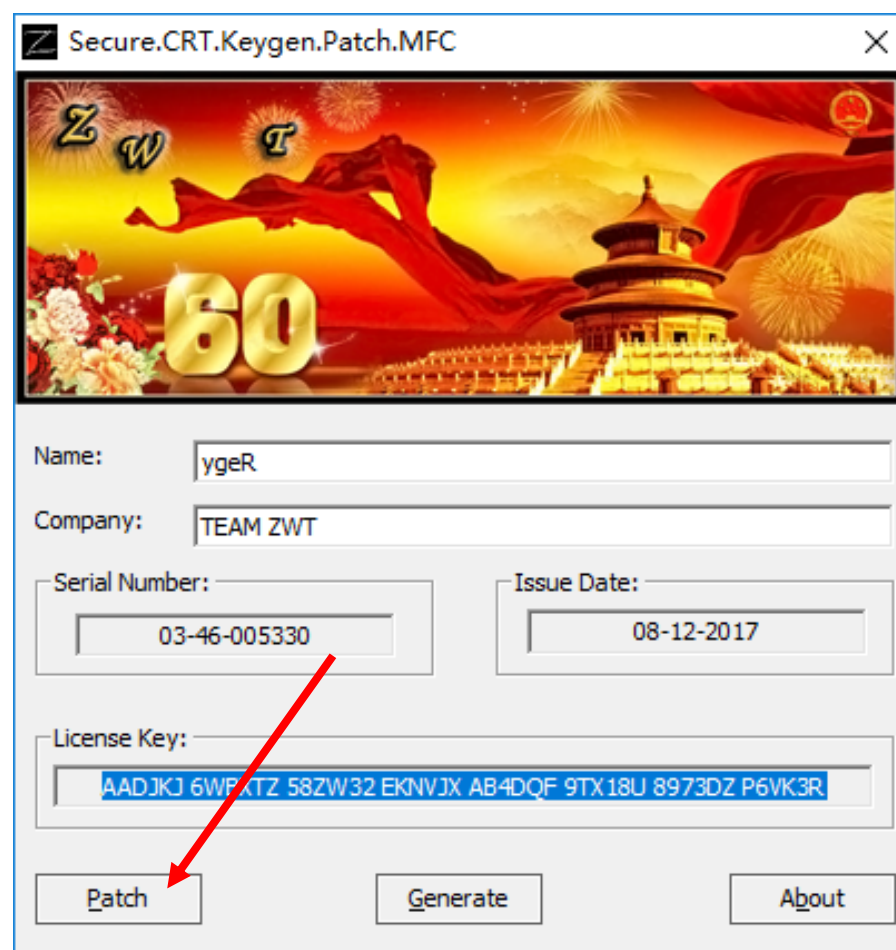 Secure.CRT.Keygen.Patch.MFC
Z W T
60
Name: ygeR
Company: TEAM ZWT
Serial Number: Issue Date:
03-46-005330 08-12-2017
License Key:
AADJKJ 58ZW32 EKNVJX AB4DQF 9TX18U 8973DZ P6VK3R
Patch Generate About